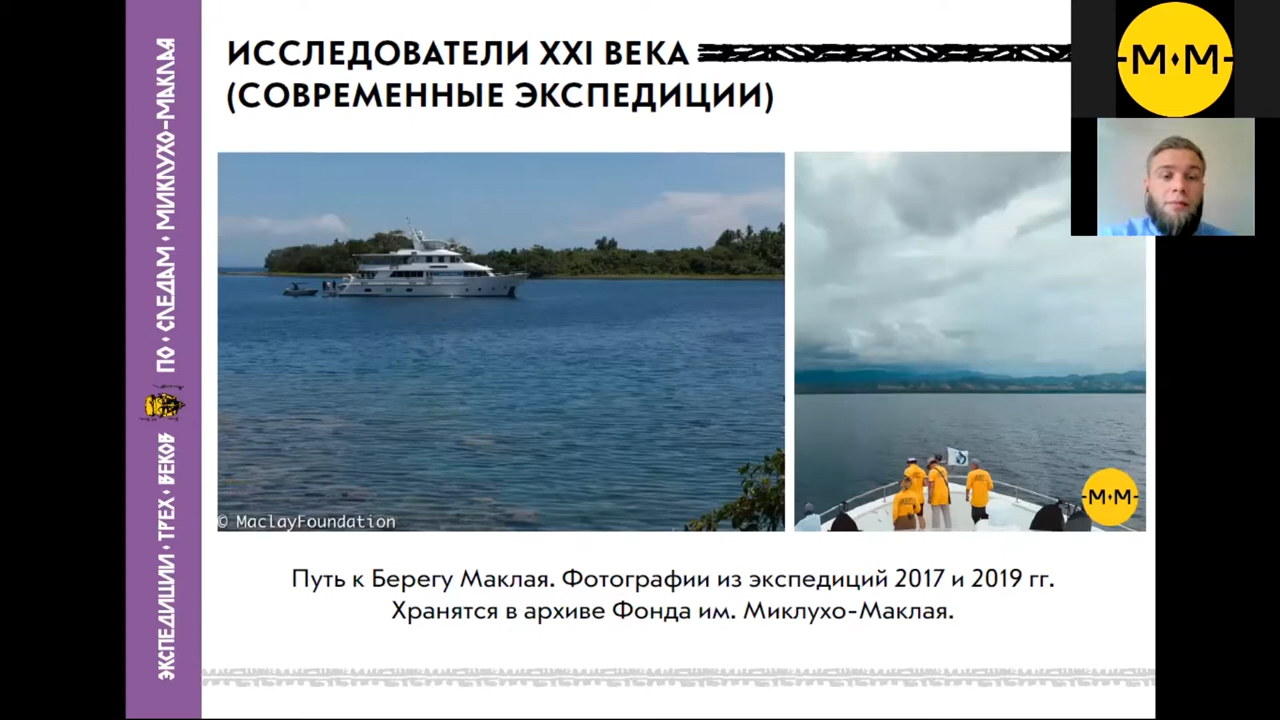 ИССЛЕДОВАТЕЛИ XXI ВЕКА
(СОВРЕМЕННЫЕ ЭКСПЕДИЦИИ)
ЭКСПЕДИЦИИ • ТРЕХ • ВЕКОВ
ПО • СЛЕДАМ • МИКЛУХО-МАКЛАЯ
-М•М-
© MaclayFoundation
-М•М-
Путь к Берегу Маклая. Фотографии из экспедиций 2017 и 2019 гг.
Хранятся в архиве Фонда им. Миклухо-Маклая.